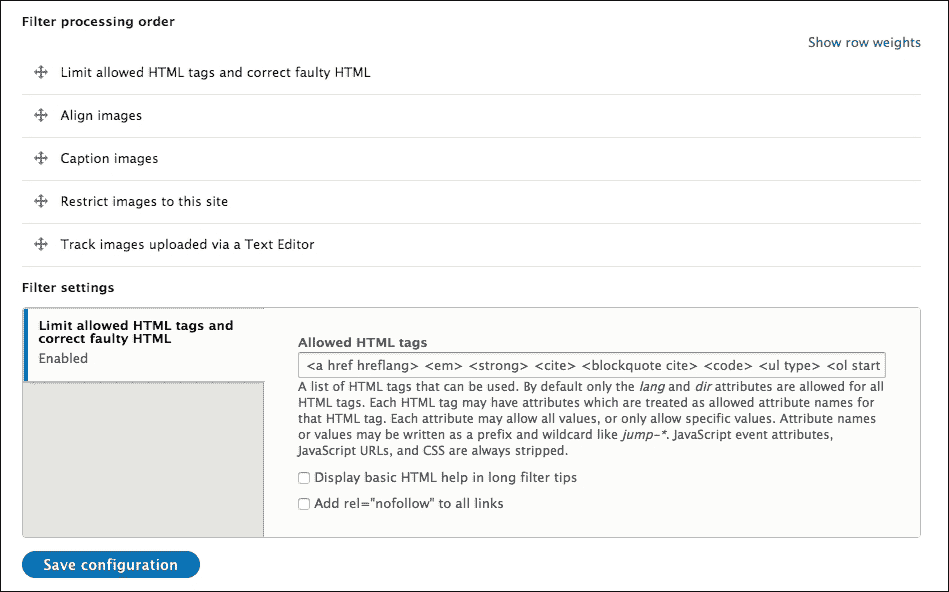 Filter processing order
Show row weights
Limit allowed HTML tags and correct faulty HTML
Align images
Caption images
Restrict images to this site
Track images uploaded via a Text Editor
Filter settings
Limit allowed HTML tags and
correct faulty HTML
Enabled
Allowed HTML tags
<a href hreflang> <em> <strong> <cite> <blockquote cite> <code> <ul type> <ol start
A list of HTML tags that can be used. By default only the lang and dir attributes are allowed for all
HTML tags. Each HTML tag may have attributes which are treated as allowed attribute names for
that HTML tag. Each attribute may allow all values, or only allow specific values. Attribute names
or values may be written as a prefix and wildcard like jump-*. JavaScript event attributes,
JavaScript URLs, and CSS are always stripped.
Display basic HTML help in long filter tips
Add rel="nofollow" to all links
Save configuration